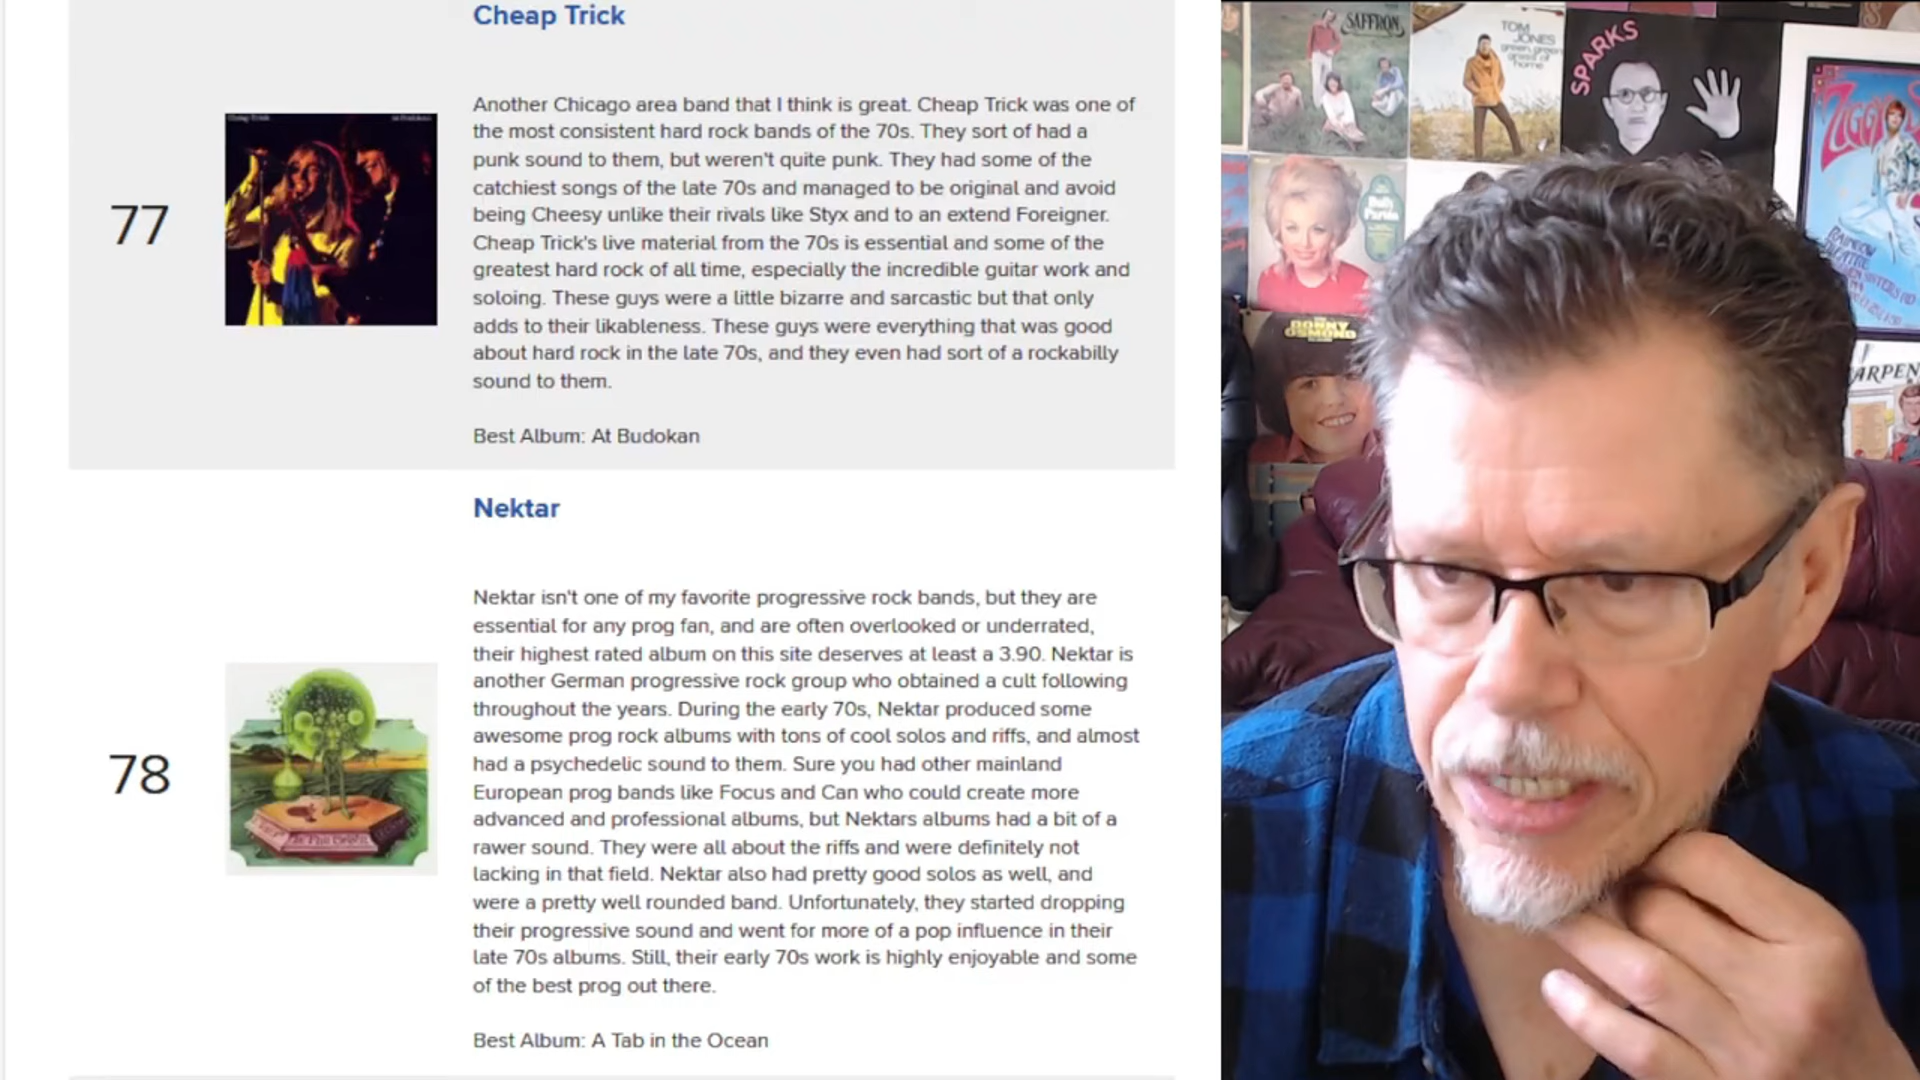 Cheap Trick
Another Chicago area band that I think is great. Cheap Trick was one of
the most consistent hard rock bands of the 70s. They sort of had a
punk sound to them, but weren't quite punk. They had some of the
catchiest songs of the late 70s and managed to be original and avoid
being Cheesy unlike their rivals like Styx and to an extend Foreigner.
Cheap Trick's live material from the 70s is essential and some of the
greatest hard rock of all time, especially the incredible guitar work and
soloing. These guys were a little bizarre and sarcastic but that only
adds to their likableness. These guys were everything that was good
about hard rock in the late 70s, and they even had sort of a rockabilly
sound to them.
Best Album: At Budokan
77
Nektar
Nektar isn't one of my favorite progressive rock bands, but they are
essential for any prog fan, and are often overlooked or underrated,
their highest rated album on this site deserves at least a 3.90. Nektar is
another German progressive rock group who obtained a cult following
throughout the years. During the early 70s, Nektar produced some
awesome prog rock albums with tons of cool solos and riffs, and almost
had a psychedelic sound to them. Sure you had other mainland
European prog bands like Focus and Can who could create more
advanced and professional albums, but Nektars albums had a bit of a
rawer sound. They were all about the riffs and were definitely not
lacking in that field. Nektar also had pretty good solos as well, and
were a pretty well rounded band. Unfortunately, they started dropping
their progressive sound and went for more of a pop influence in their
late 70s albums. Still, their early 70s work is highly enjoyable and some
of the best prog out there.
Best Album: A Tab in the Ocean
78
SAFFRON
TOM
JONES
green, green
grass of
home
SPARKS
ZIGGY
Dolly
Parton
RAINBOW
THEATRE
DONNY
OSMOND
ARPEN